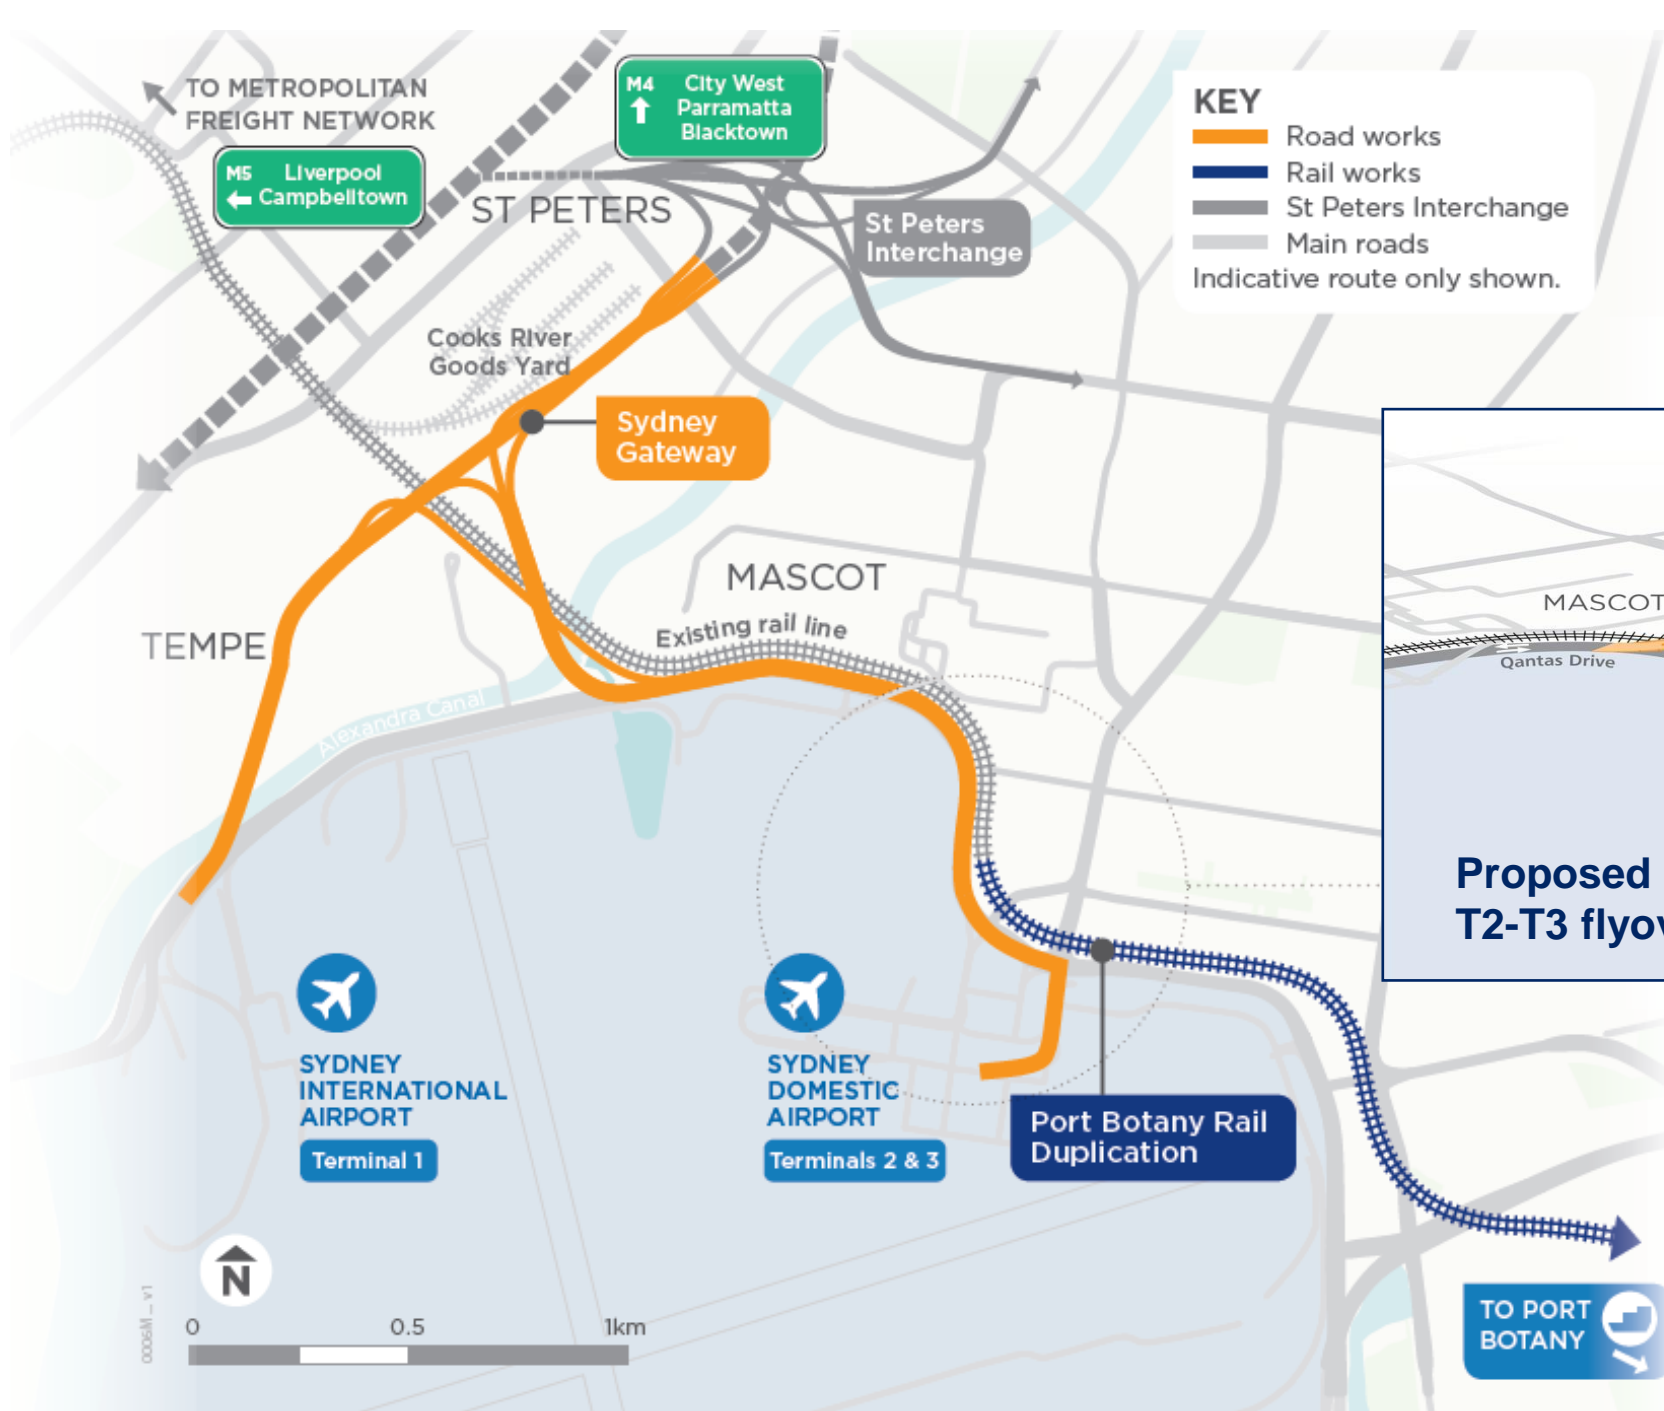 TO METROPOLITAN
FREIGHT NETWORK
M5 Liverpool
Campbelltown
M4 City West
Parramatta
Blacktown
KEY
Road works
Rail works
St Peters Interchange
Main roads
Indicative route only shown.
ST PETERS
St Peters
Interchange
Cooks River
Goods Yard
Sydney
Gateway
MASCOT
Existing rail line
TEMPE
Alexandra Canal
MASCOT
Qantas Drive
Proposed
T2-T3 flyov
SYDNEY
INTERNATIONAL
AIRPORT
Terminal 1
SYDNEY
DOMESTIC
AIRPORT
Terminals 2 & 3
Port Botany Rail
Duplication
N
0 0.5 1km
0006M_v1
TO PORT
BOTANY